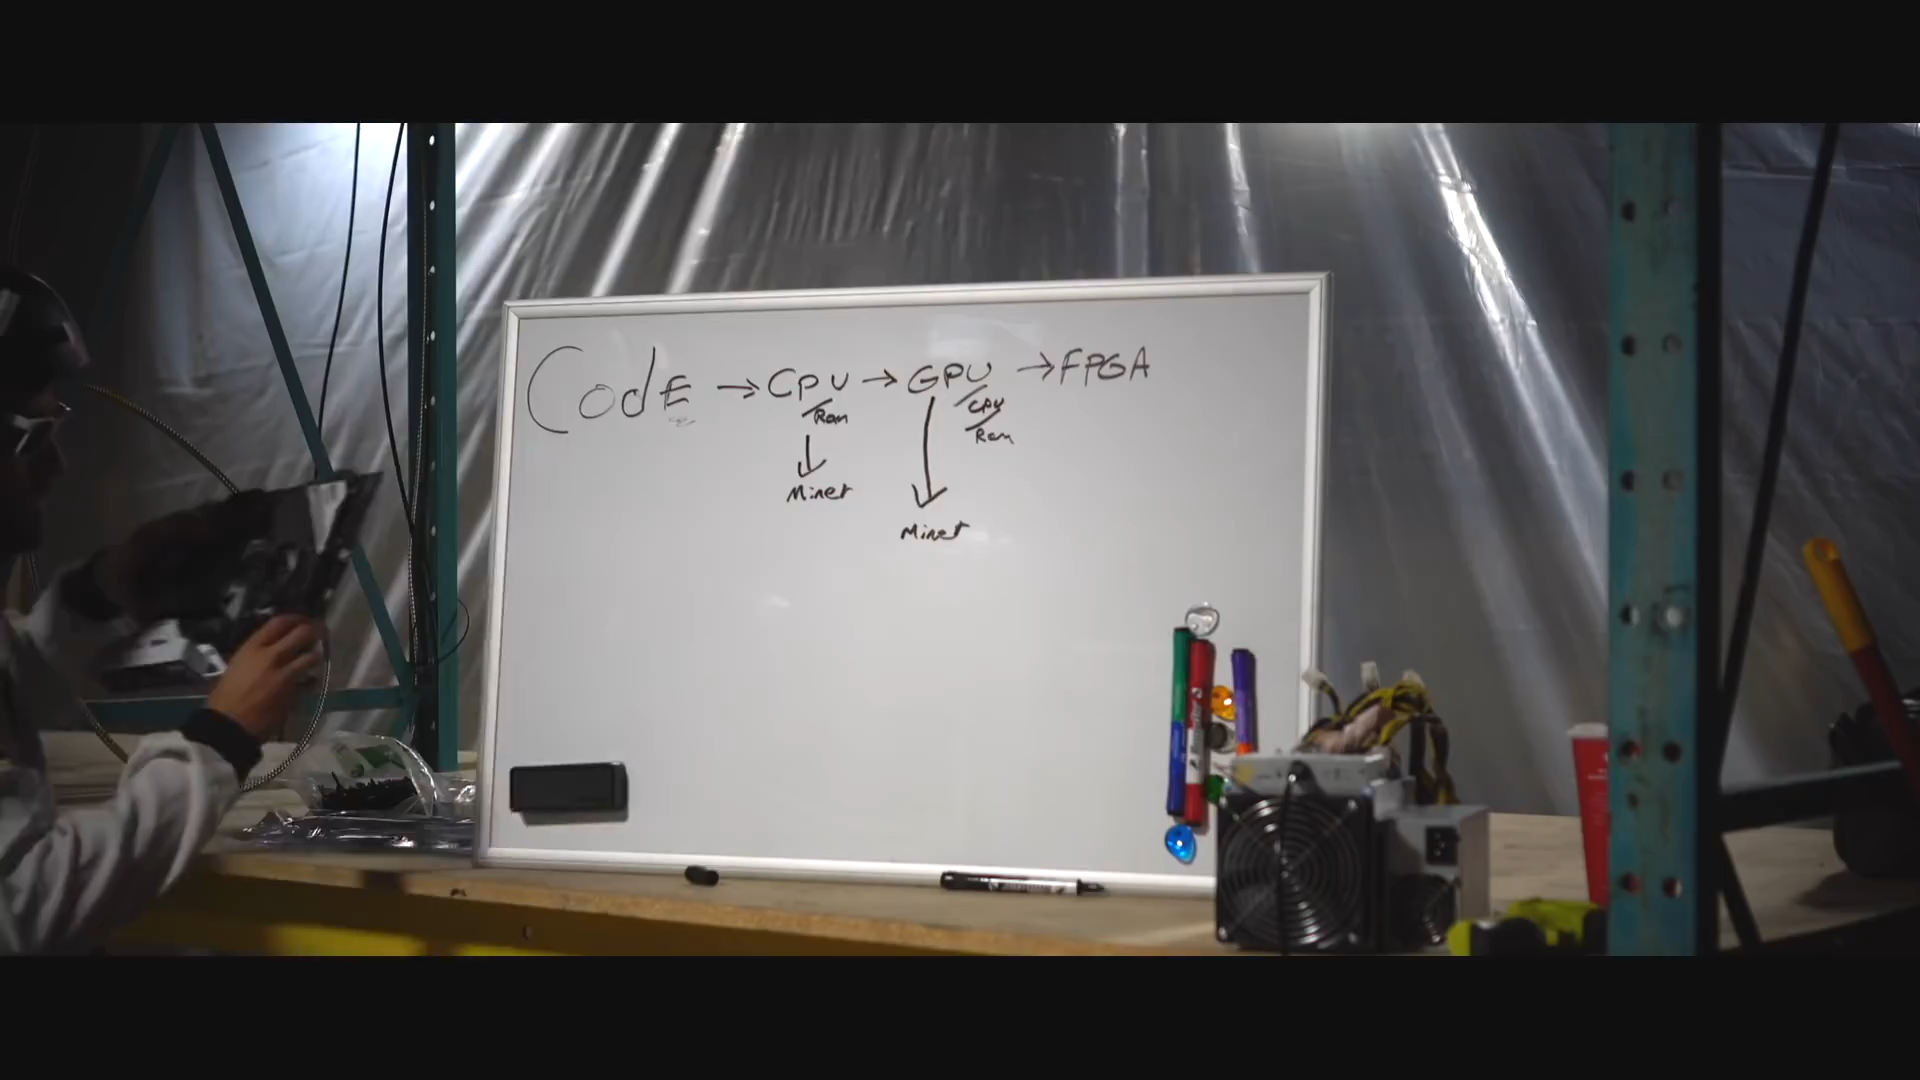 CodE → CPU → GPU → FPGA
/Ram /CPU
/Ram
↓ ↓
Miner
Miner